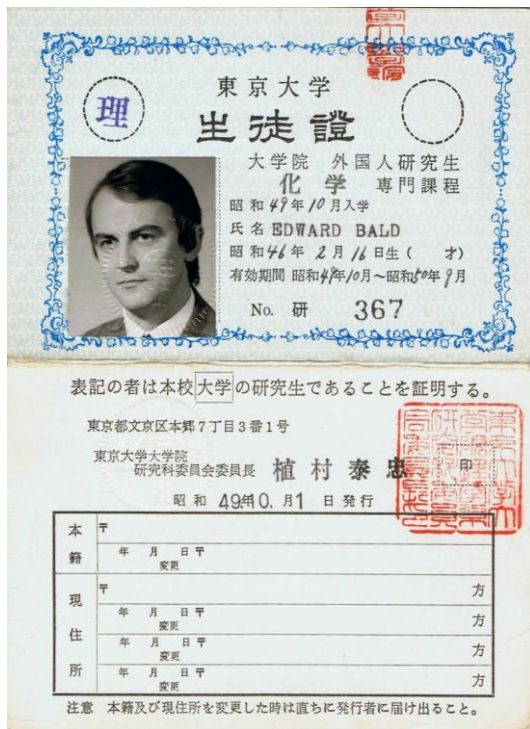 東京大学
理
生徒證
大学院 外国人研究生
化学 専門課程
昭和49年10月入学
氏名 EDWARD BALD
昭和46年 2月16日生( 才)
有効期間 昭和49年10月~昭和50年9月
No. 研 367
表記の者は本校大学の研究生であることを証明する。
東京都文京区本郷7丁目3番1号
東京大学大学院
研究科委員会委員長 植村泰忠 印
昭和 49年10.月1日発行
本籍 〒
年 月 日 〒
変更
現住所 〒 方
年 月 日 〒 方
変更
年 月 日 〒 方
変更
年 月 日 〒 方
変更
注意 本籍及び現住所を変更した時は直ちに発行者に届け出ること。